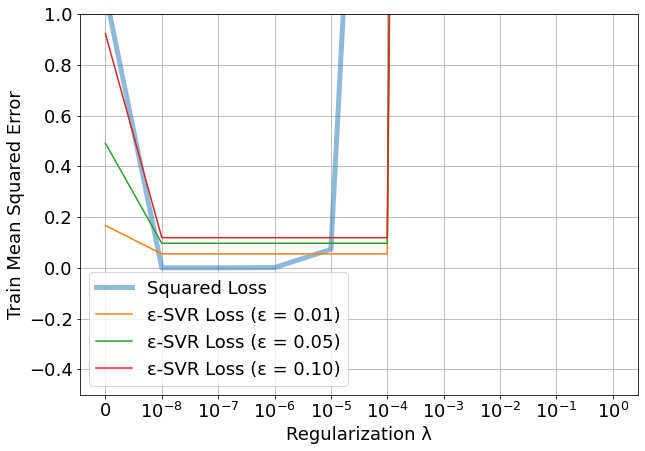 1.0
0.8
0.6
0.4
0.2
0.0
−0.2
−0.4
Train Mean Squared Error
Squared Loss
ε-SVR Loss (ε = 0.01)
ε-SVR Loss (ε = 0.05)
ε-SVR Loss (ε = 0.10)
0 10⁻⁸ 10⁻⁷ 10⁻⁶ 10⁻⁵ 10⁻⁴ 10⁻³ 10⁻² 10⁻¹ 10⁰
Regularization λ